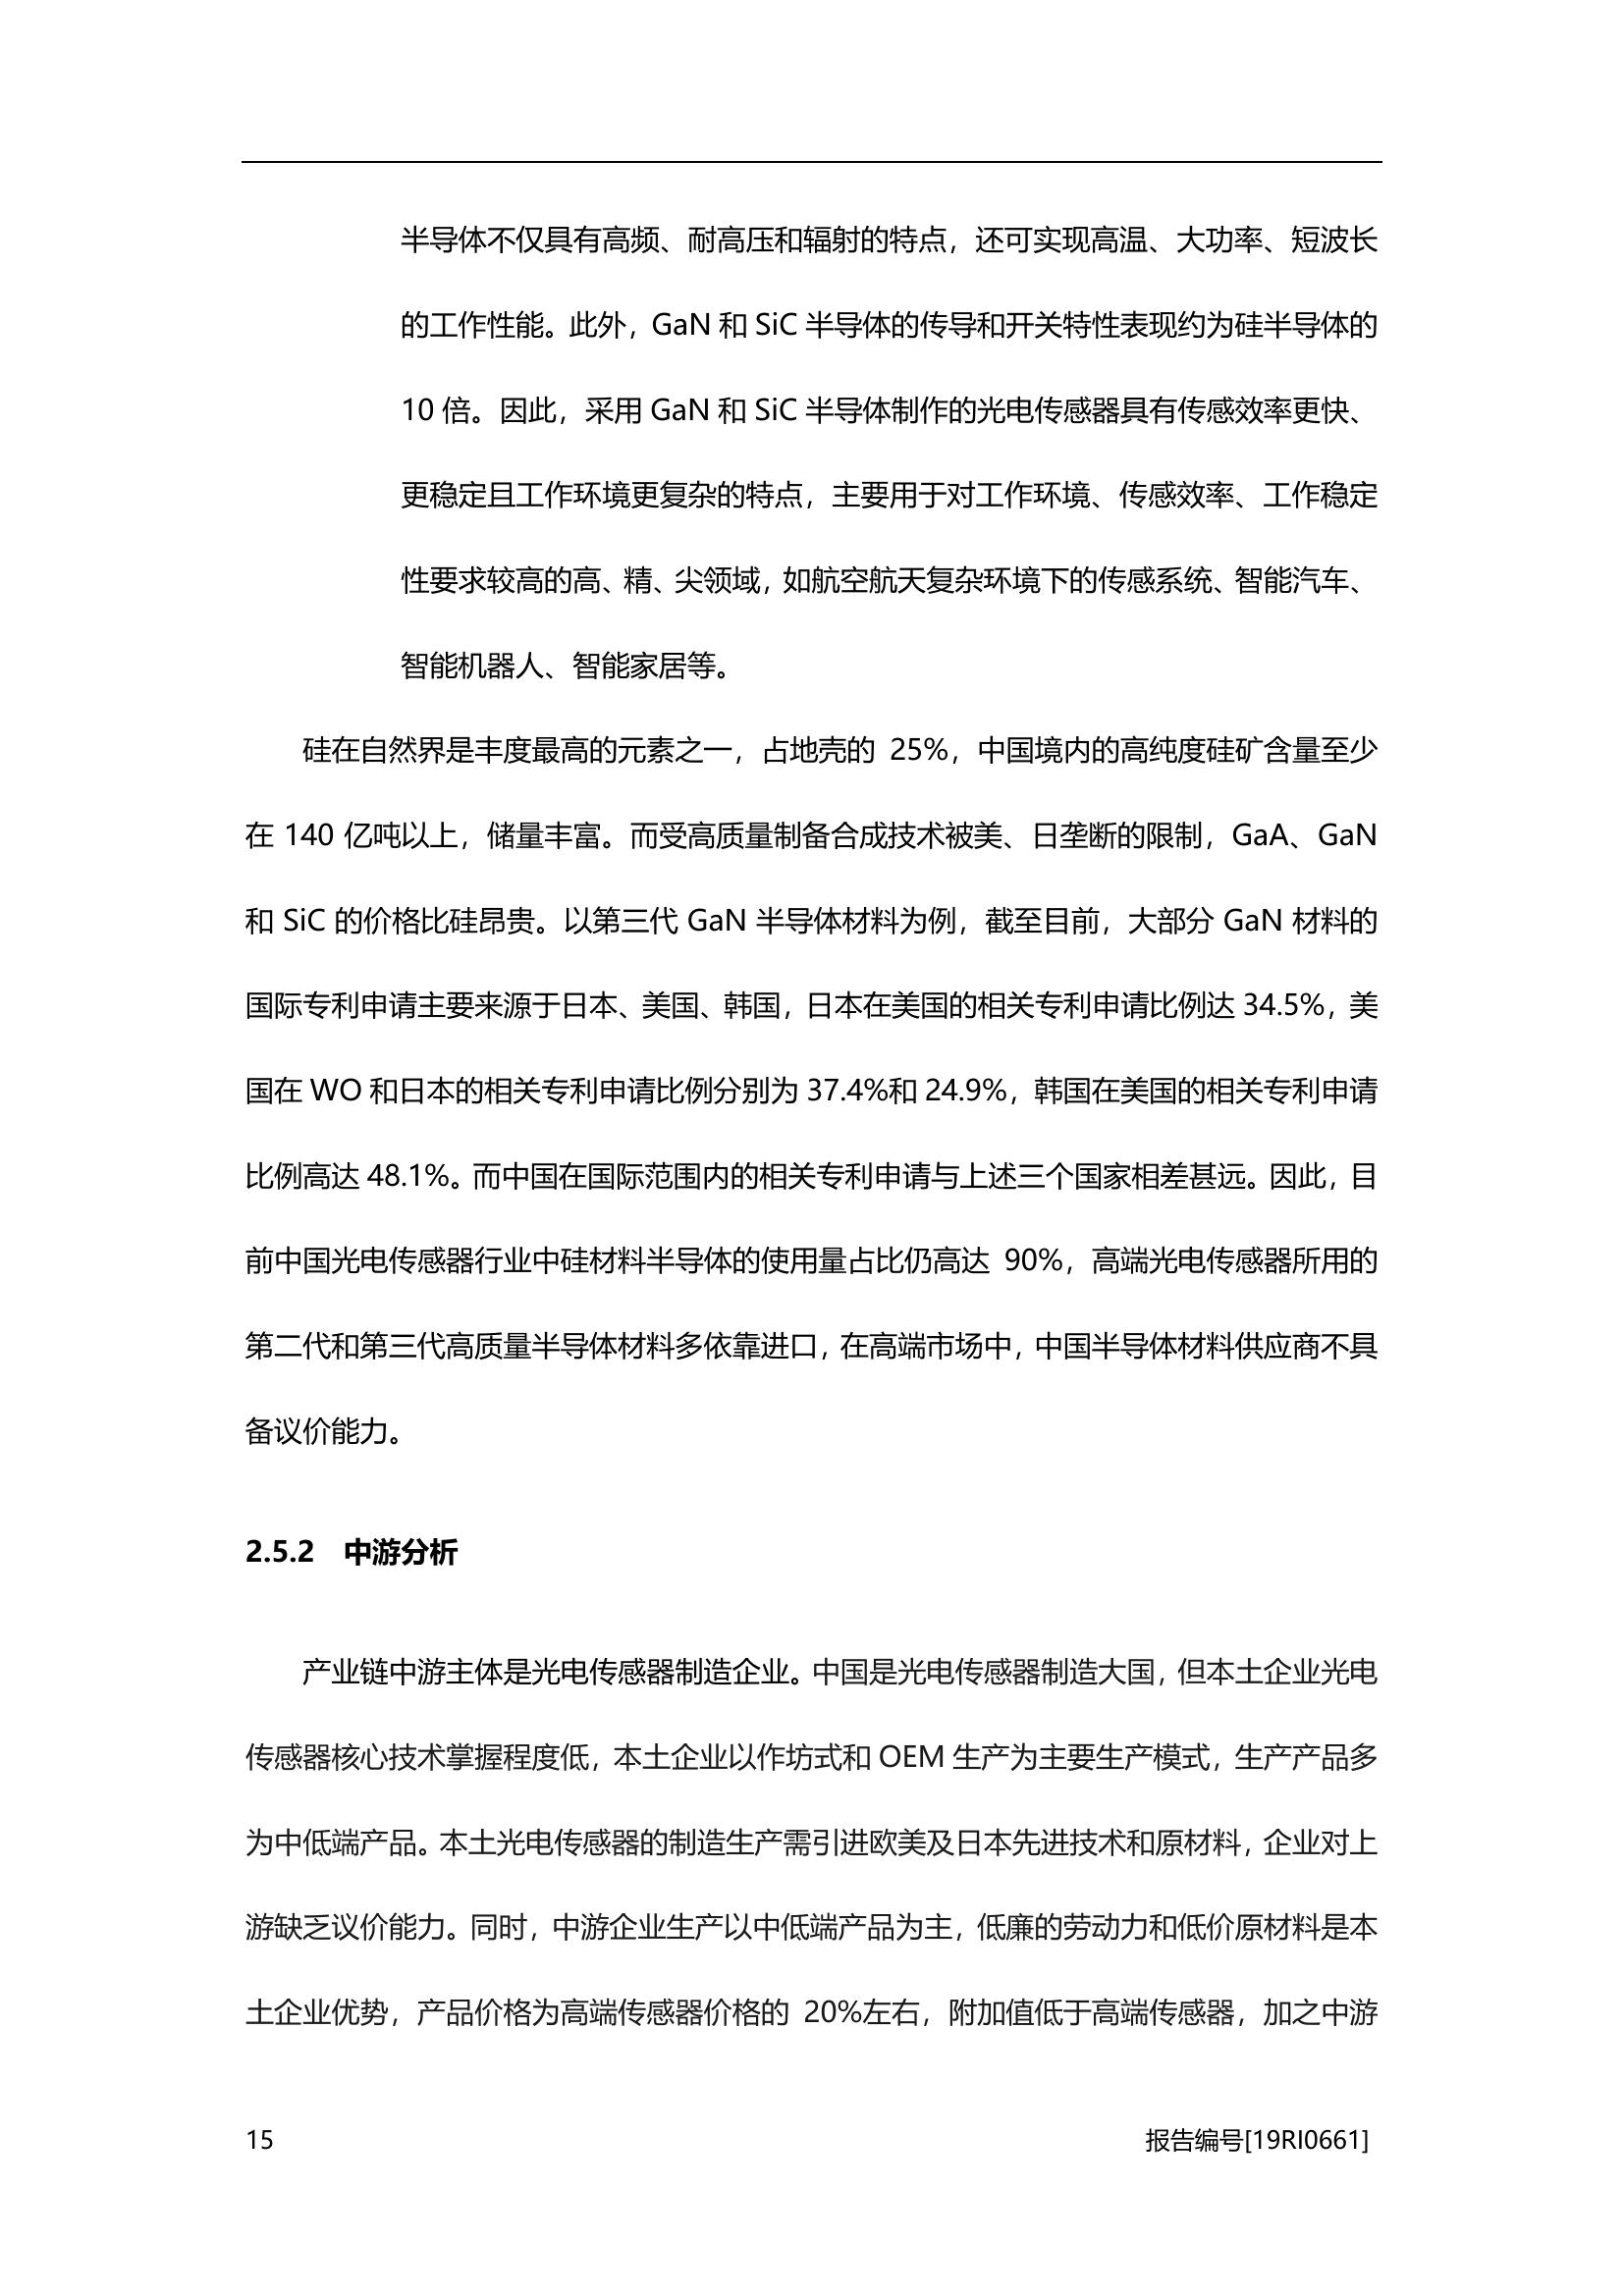 半导体不仅具有高频、耐高压和辐射的特点，还可实现高温、大功率、短波长
的工作性能。此外，GaN 和 SiC 半导体的传导和开关特性表现约为硅半导体的
10 倍。因此，采用 GaN 和 SiC 半导体制作的光电传感器具有传感效率更快、
更稳定且工作环境更复杂的特点，主要用于对工作环境、传感效率、工作稳定
性要求较高的高、精、尖领域，如航空航天复杂环境下的传感系统、智能汽车、
智能机器人、智能家居等。
硅在自然界是丰度最高的元素之一，占地壳的 25%，中国境内的高纯度硅矿含量至少
在 140 亿吨以上，储量丰富。而受高质量制备合成技术被美、日垄断的限制，GaA、GaN
和 SiC 的价格比硅昂贵。以第三代 GaN 半导体材料为例，截至目前，大部分 GaN 材料的
国际专利申请主要来源于日本、美国、韩国，日本在美国的相关专利申请比例达 34.5%，美
国在 WO 和日本的相关专利申请比例分别为 37.4%和 24.9%，韩国在美国的相关专利申请
比例高达 48.1%。而中国在国际范围内的相关专利申请与上述三个国家相差甚远。因此，目
前中国光电传感器行业中硅材料半导体的使用量占比仍高达 90%，高端光电传感器所用的
第二代和第三代高质量半导体材料多依靠进口，在高端市场中，中国半导体材料供应商不具
备议价能力。
2.5.2 中游分析
产业链中游主体是光电传感器制造企业。中国是光电传感器制造大国，但本土企业光电
传感器核心技术掌握程度低，本土企业以作坊式和 OEM 生产为主要生产模式，生产产品多
为中低端产品。本土光电传感器的制造生产需引进欧美及日本先进技术和原材料，企业对上
游缺乏议价能力。同时，中游企业生产以中低端产品为主，低廉的劳动力和低价原材料是本
土企业优势，产品价格为高端传感器价格的 20%左右，附加值低于高端传感器，加之中游
15 报告编号[19RI0661]